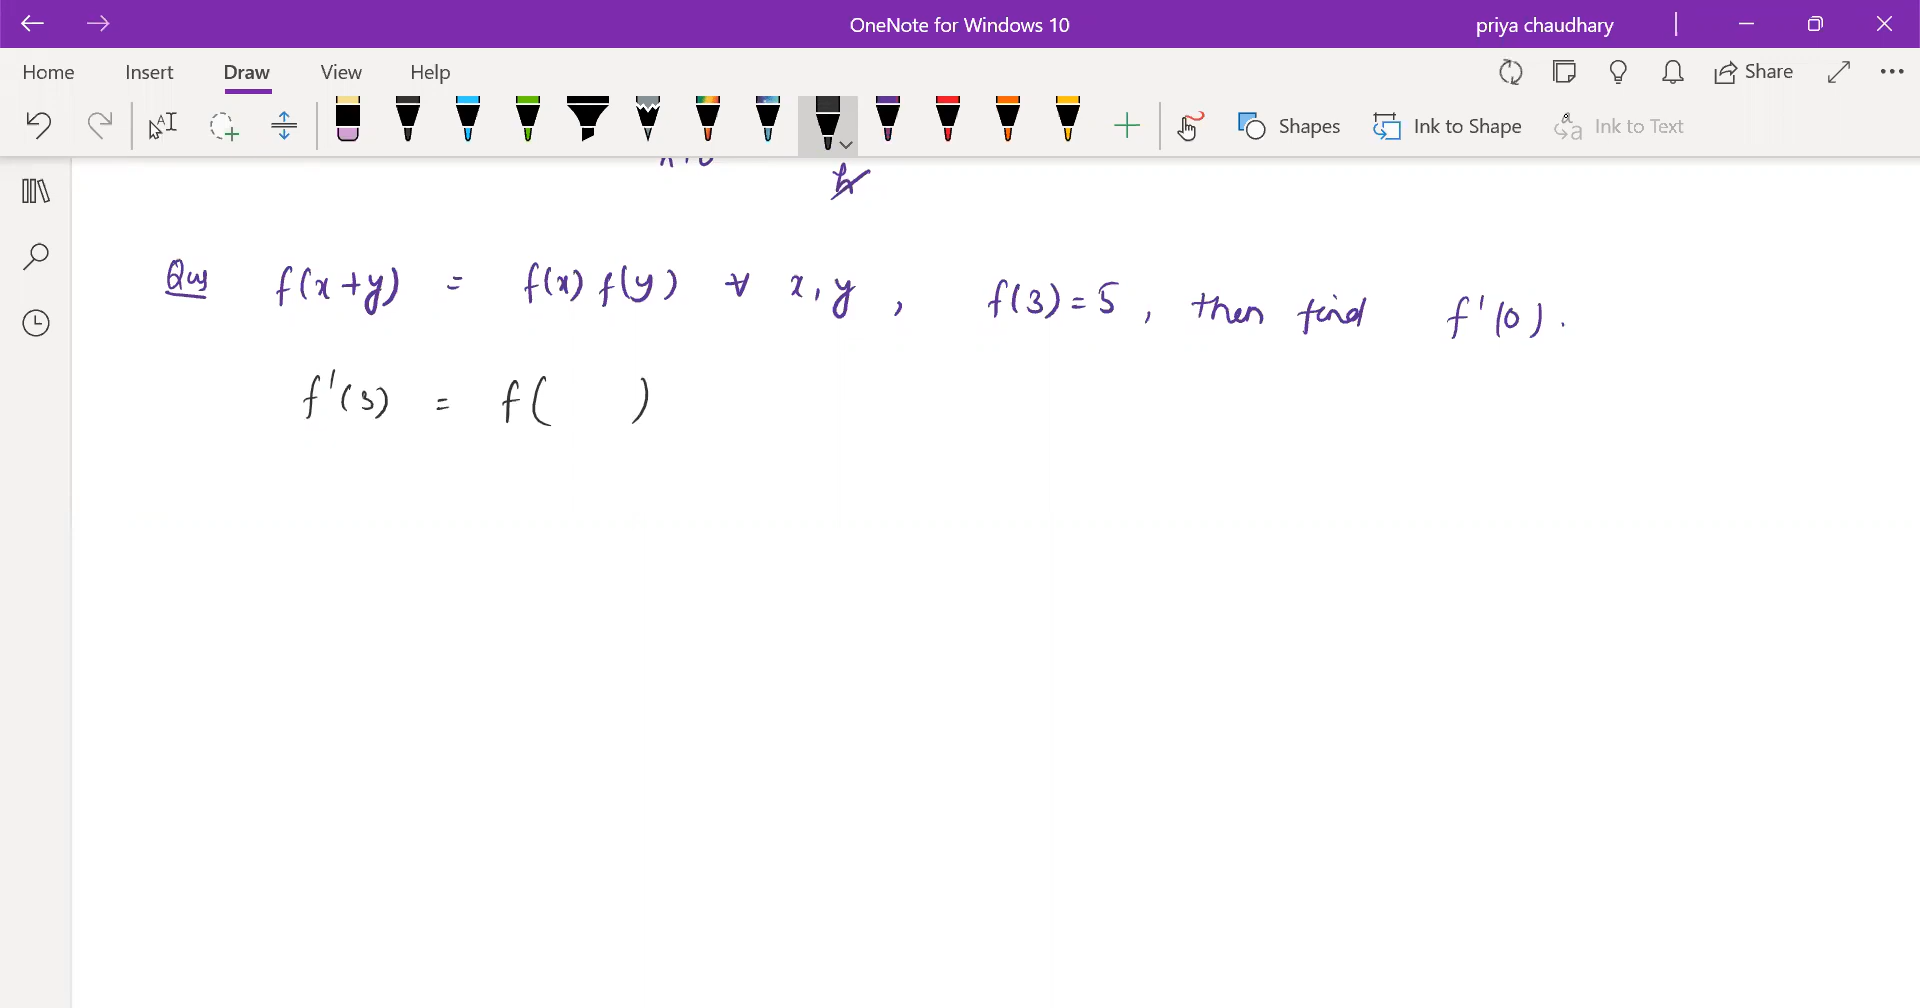 OneNote for Windows 10
priya chaudhary
Home Insert Draw View Help
Share
Shapes Ink to Shape Ink to Text
h
Ques f(x+y) = f(x) f(y) ∀ x, y , f(3) = 5 , then find f'(0).
f'(3) = f( )